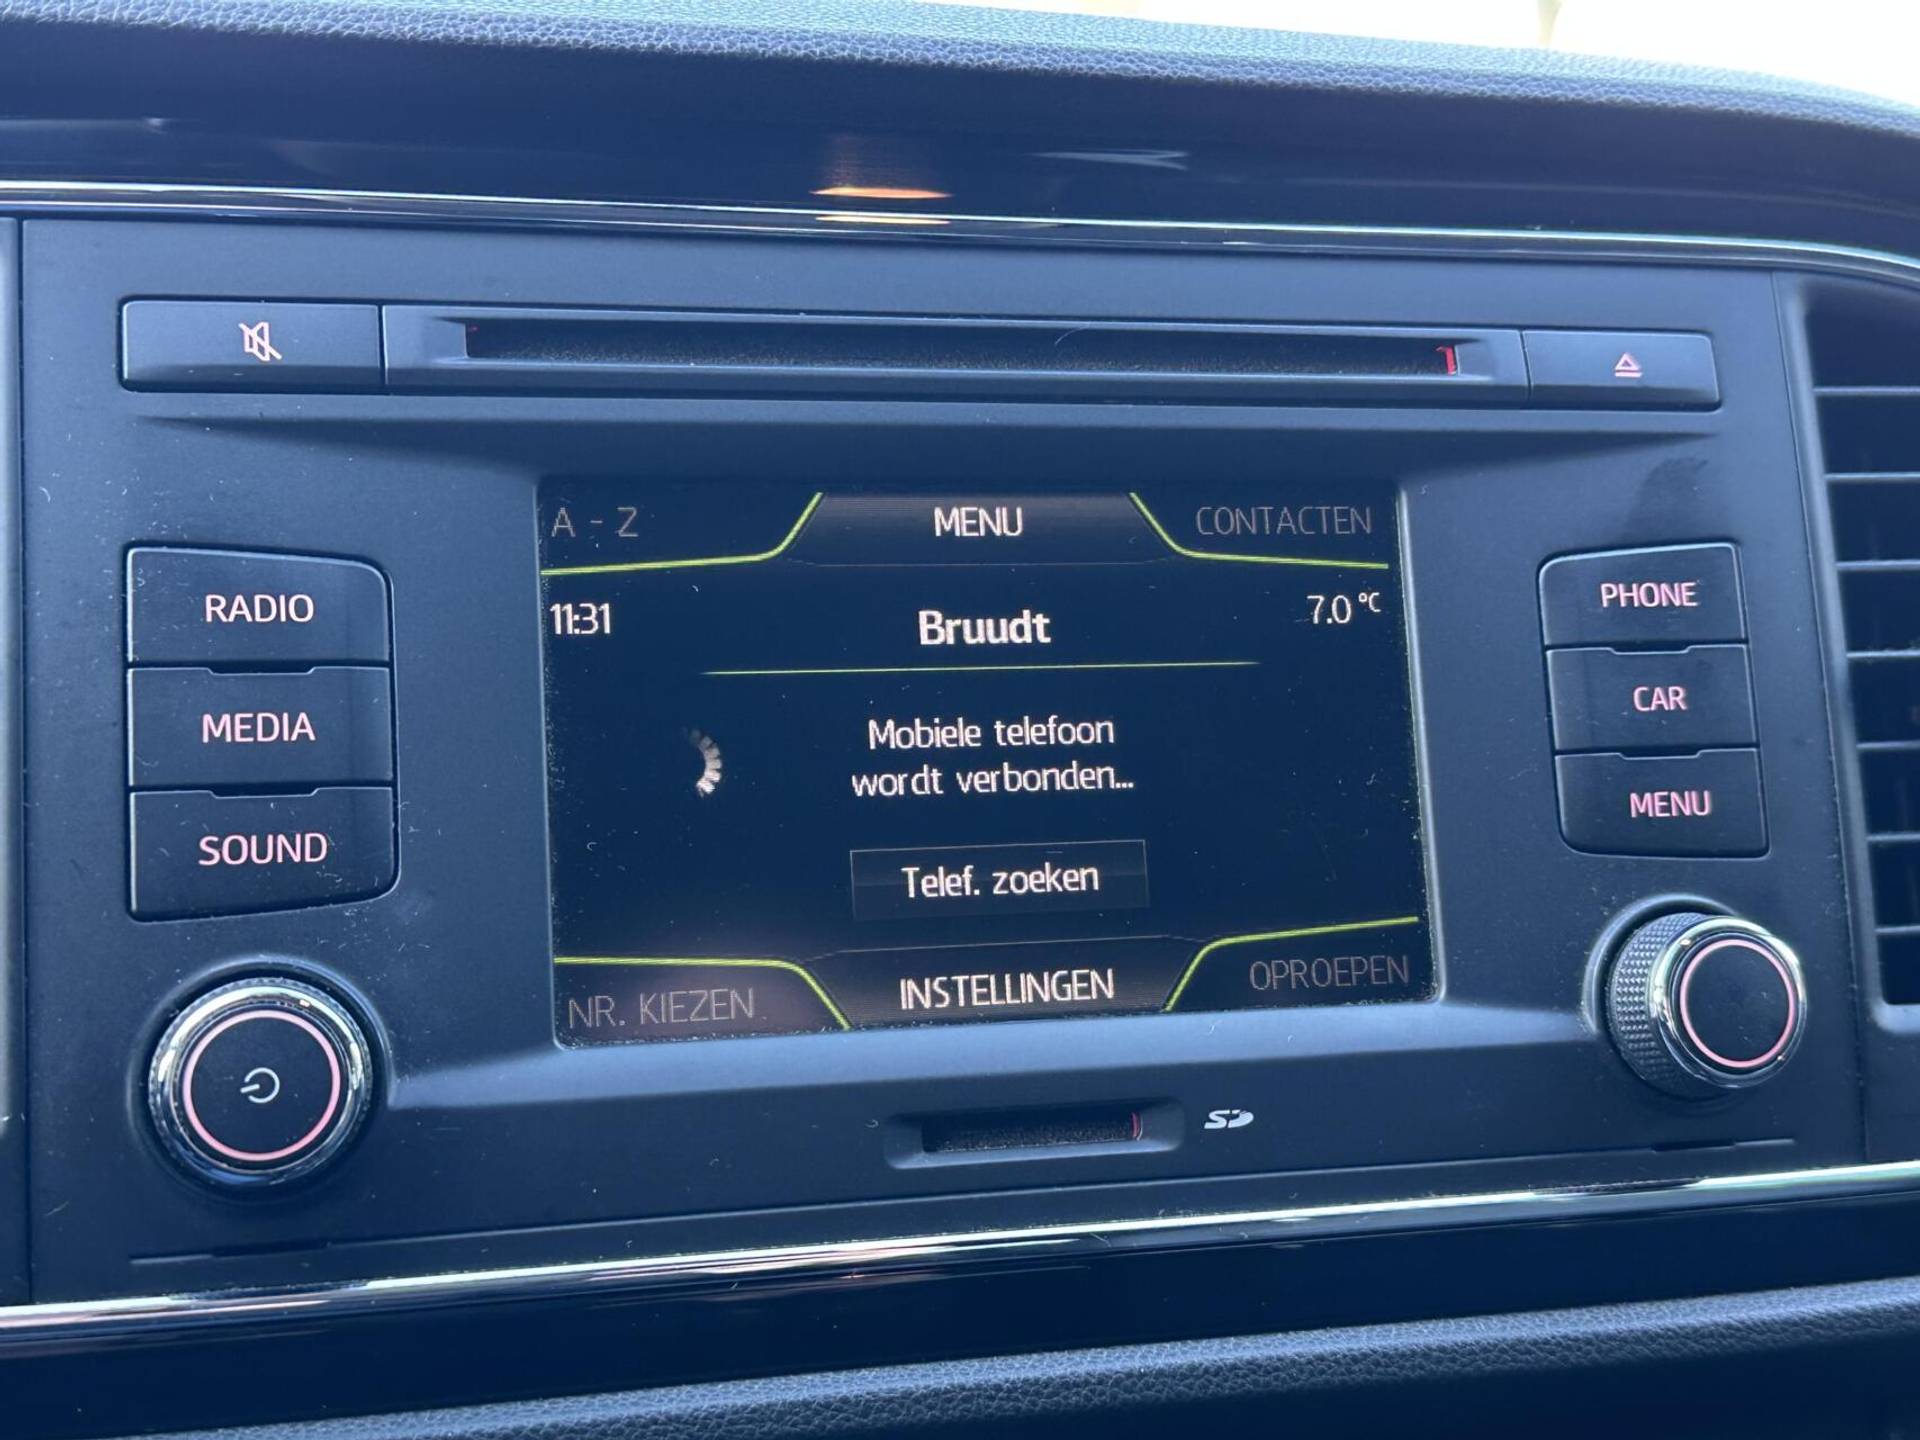 A - Z
MENU
CONTACTEN
11:31
Bruudt
7.0 °C
Mobiele telefoon
wordt verbonden...
Telef. zoeken
NR. KIEZEN
INSTELLINGEN
OPROEPEN
RADIO
MEDIA
SOUND
PHONE
CAR
MENU
SD